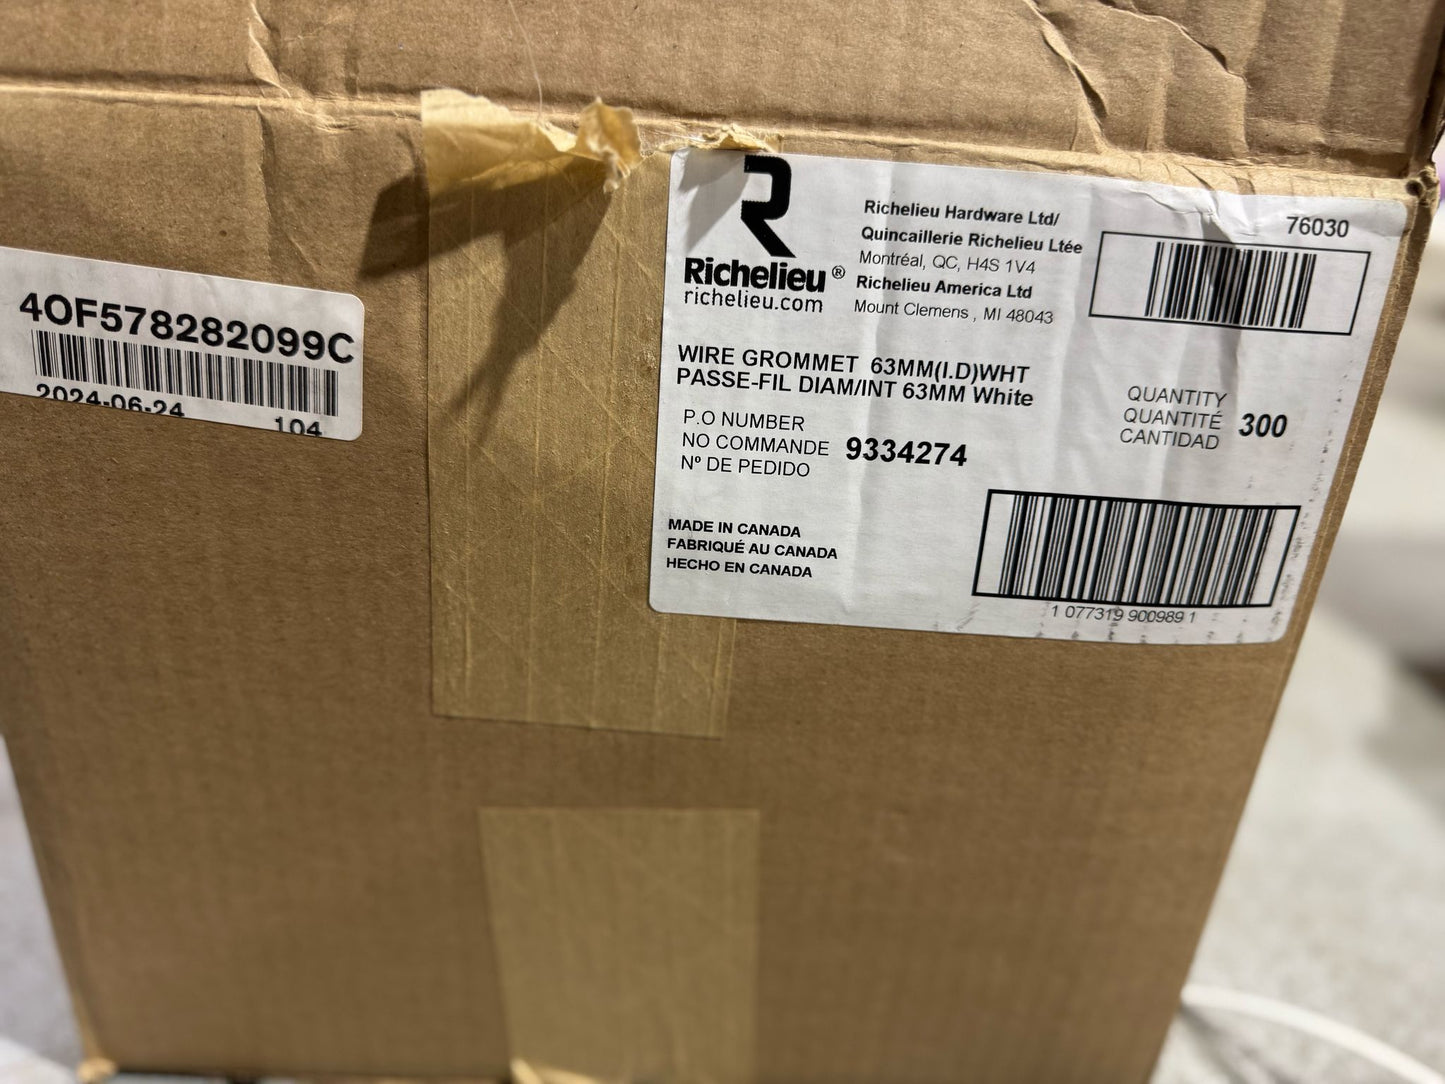 4OF578282099C
2024-06-24
104
Richelieu®
richelieu.com
Richelieu Hardware Ltd/
Quincaillerie Richelieu Ltée
Montréal, QC, H4S 1V4
Richelieu America Ltd
Mount Clemens , MI 48043
76030
WIRE GROMMET 63MM(I.D)WHT
PASSE-FIL DIAM/INT 63MM White
P.O NUMBER
NO COMMANDE 9334274
Nº DE PEDIDO
QUANTITY
QUANTITÉ 300
CANTIDAD
MADE IN CANADA
FABRIQUÉ AU CANADA
HECHO EN CANADA
1 077319 900989 1